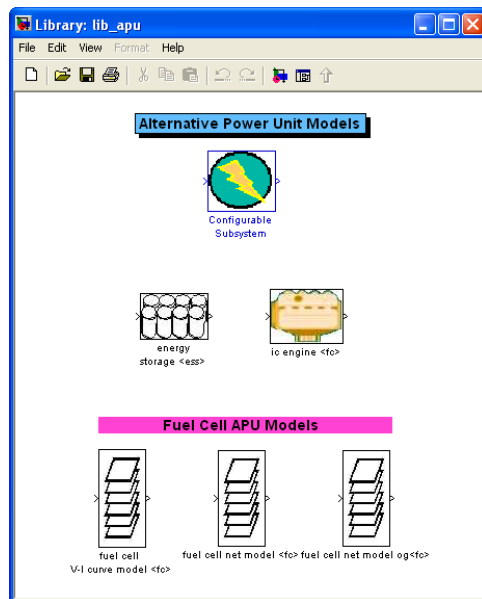 Library: lib_apu
File Edit View Format Help
Alternative Power Unit Models
Configurable
Subsystem
energy
storage <ess>
ic engine <fc>
Fuel Cell APU Models
fuel cell
V-I curve model <fc>
fuel cell net model <fc>
fuel cell net model og<fc>